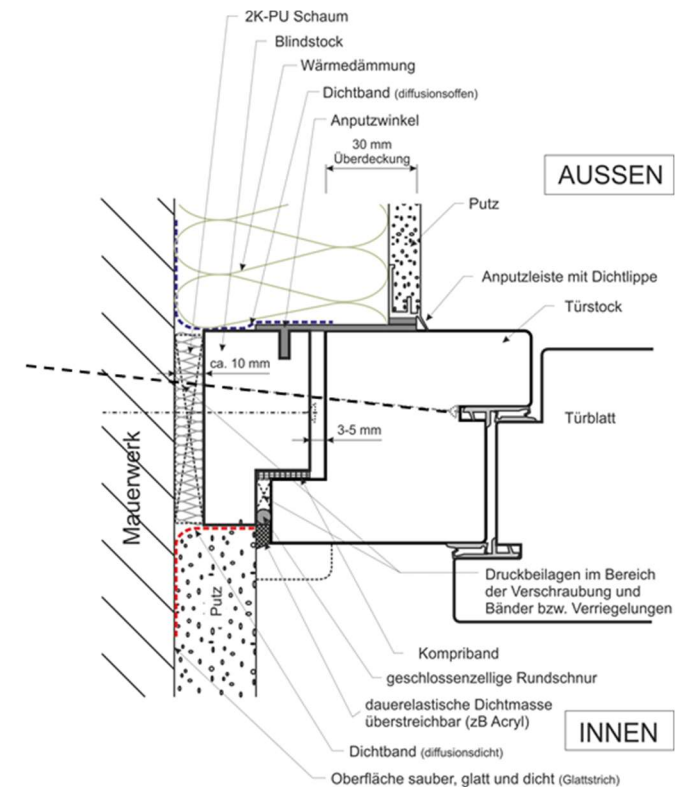 2K-PU Schaum
Blindstock
Wärmedämmung
Dichtband (diffusionsoffen)
Anputzwinkel
30 mm
Überdeckung
AUSSEN
Putz
Anputzleiste mit Dichtlippe
Türstock
ca. 10 mm
Türblatt
3-5 mm
Mauerwerk
Putz
Druckbeilagen im Bereich
der Verschraubung und
Bänder bzw. Verriegelungen
Kompriband
geschlossenzellige Rundschnur
dauerelastische Dichtmasse
überstreichbar (zB Acryl)
INNEN
Dichtband (diffusionsdicht)
Oberfläche sauber, glatt und dicht (Glattstrich)